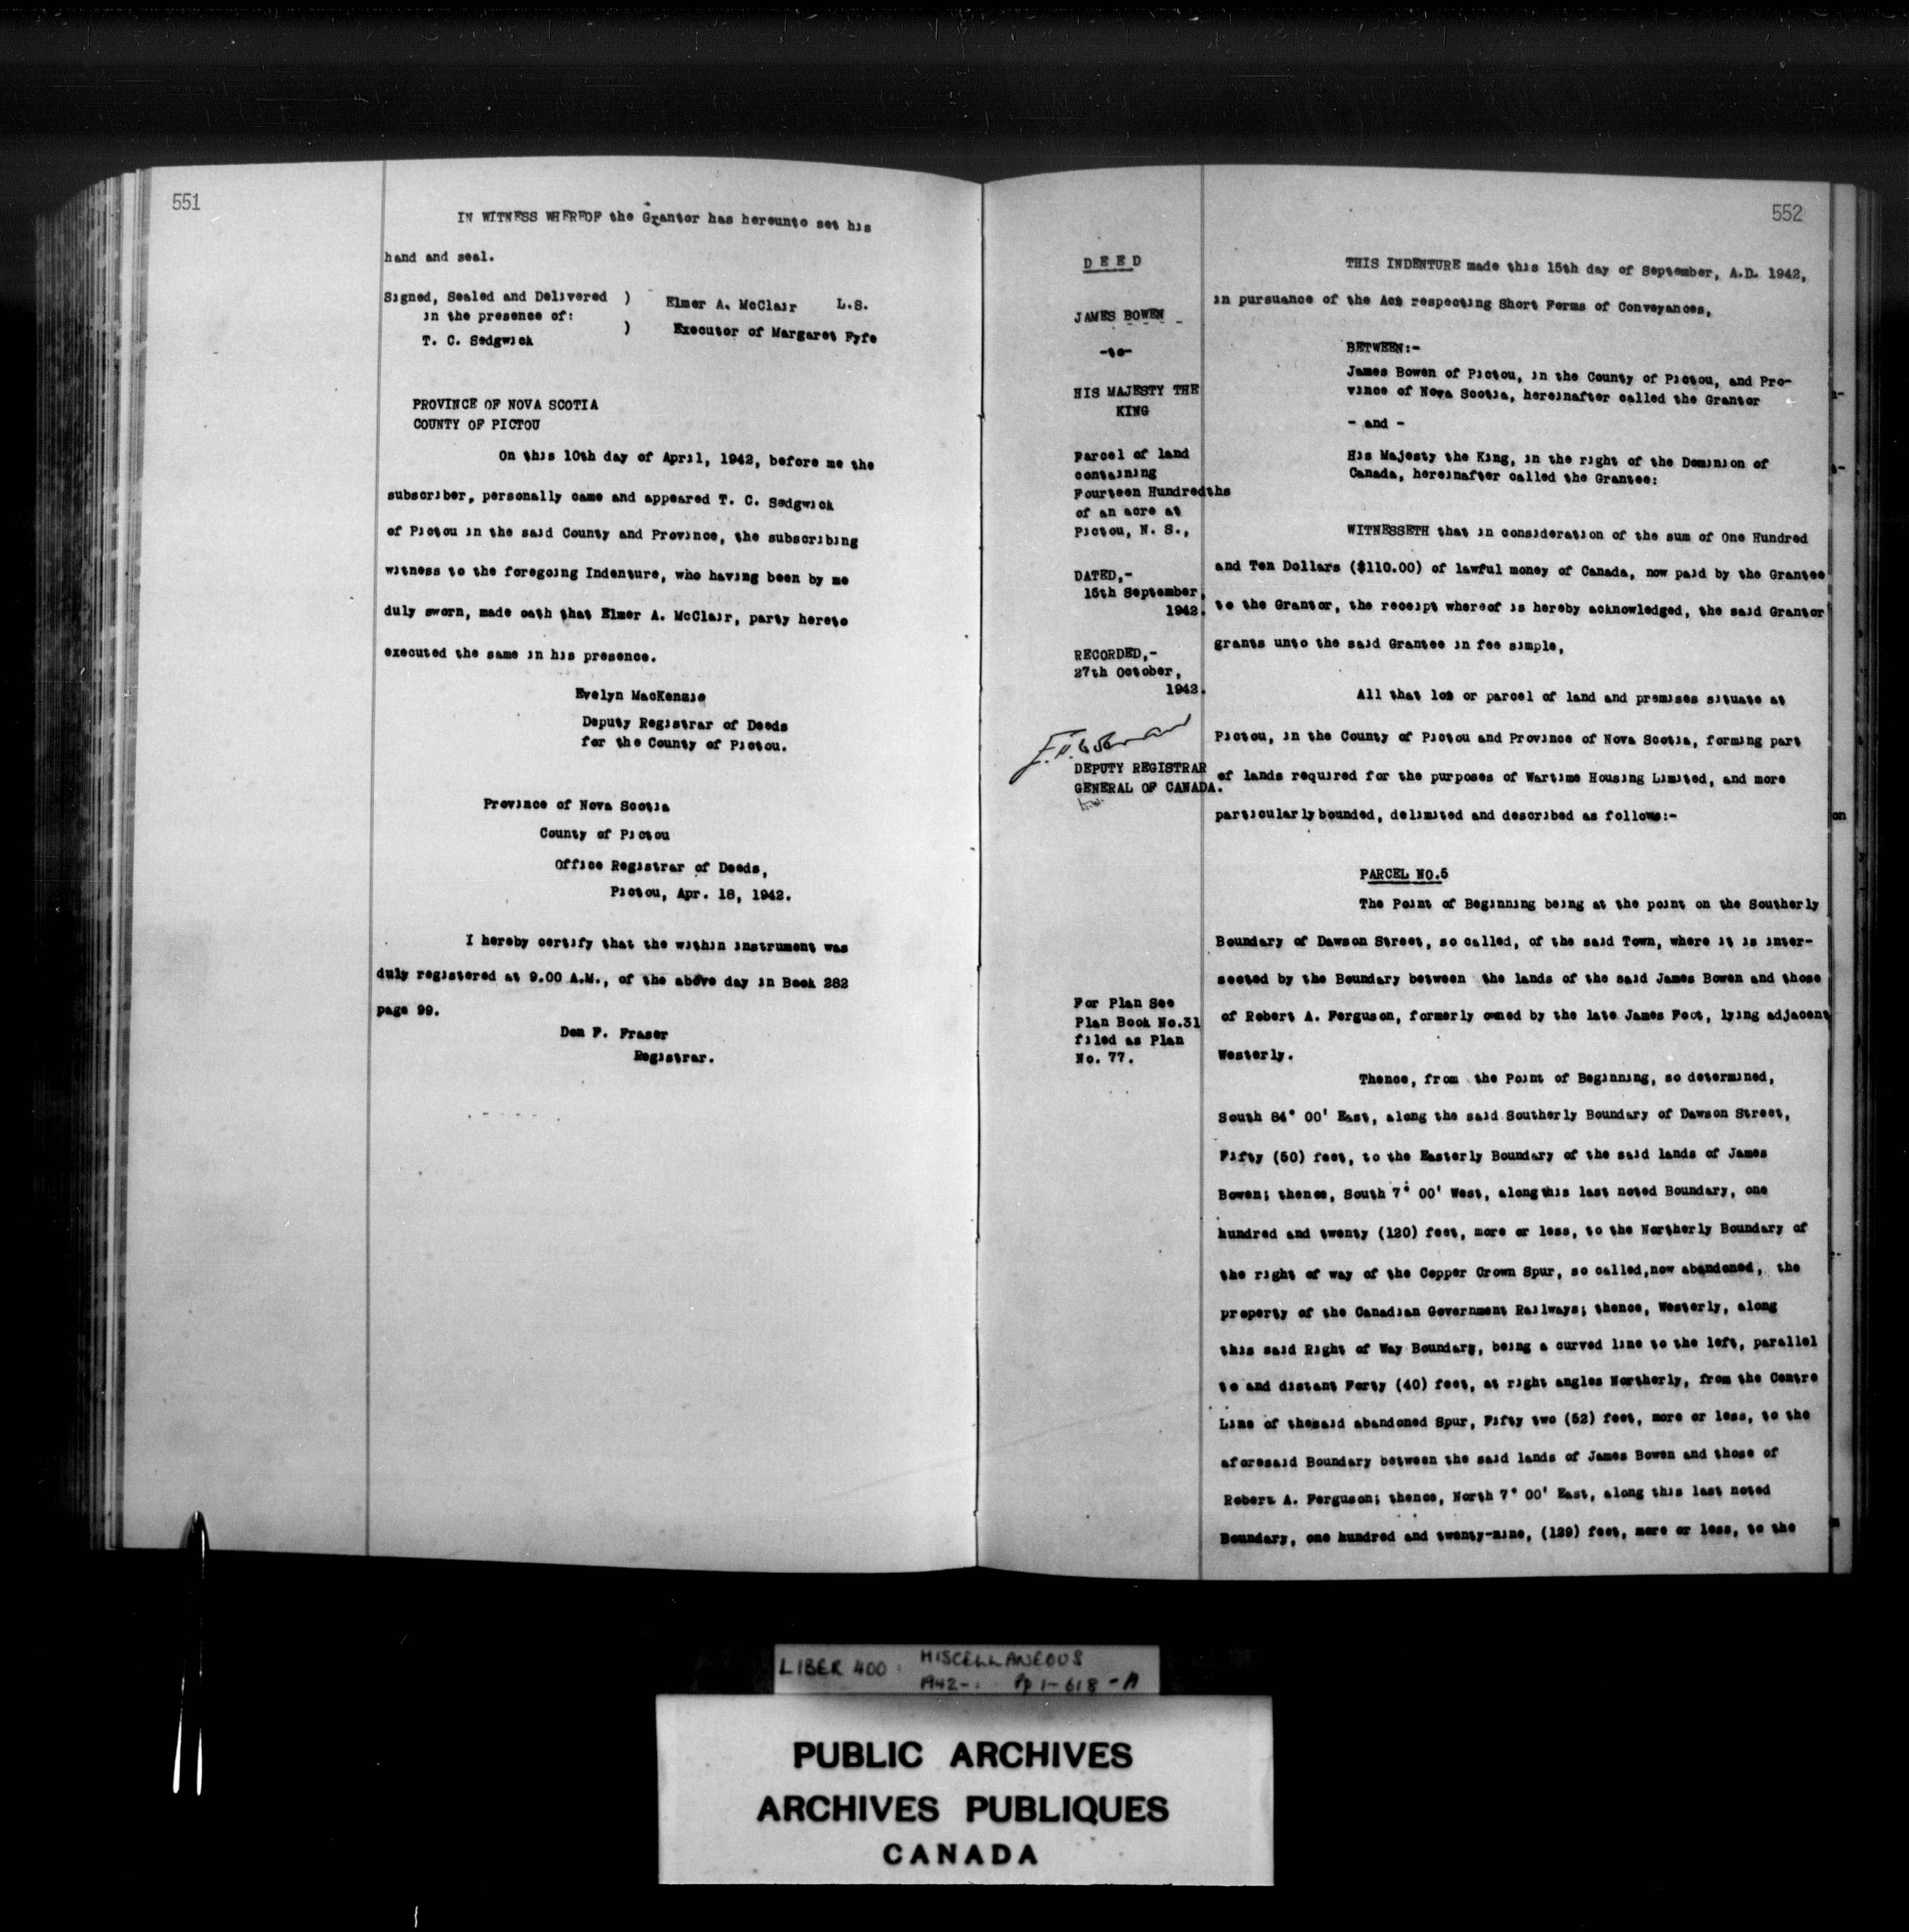 551
IN WITNESS WHEREOF the Grantor has hereunto set his
hand and seal.
Signed, Sealed and Delivered ) Elmer A. McClair L.S.
in the presence of:
T. C. Sedgwick ) Executor of Margaret Fyfe
PROVINCE OF NOVA SCOTIA
COUNTY OF PICTOU
On this 10th day of April, 1942, before me the
subscriber, personally came and appeared T. C. Sedgwick
of Pictou in the said County and Province, the subscribing
witness to the foregoing Indenture, who having been by me
duly sworn, made oath that Elmer A. McClair, party hereto
executed the same in his presence.
Evelyn MacKenzie
Deputy Registrar of Deeds
for the County of Pictou.
Province of Nova Scotia
County of Pictou
Office Registrar of Deeds,
Pictou, Apr. 18, 1942.
I hereby certify that the within instrument was
duly registered at 9.00 A.M., of the above day in Book 282
page 99.
Don F. Fraser
Registrar.
552
D E E D
JAMES BOWEN
-to-
HIS MAJESTY THE
KING
Parcel of land
containing
Fourteen Hundredths
of an acre at
Pictou, N. S.,
DATED,-
15th September,
1942.
RECORDED,-
27th October,
1942.
DEPUTY REGISTRAR
GENERAL OF CANADA.
For Plan See
Plan Book No.31
filed as Plan
No. 77.
THIS INDENTURE made this 15th day of September, A.D. 1942,
in pursuance of the Act respecting Short Forms of Conveyances,
BETWEEN:-
James Bowen of Pictou, in the County of Pictou, and Pro-
vince of Nova Scotia, hereinafter called the Grantor
- and -
His Majesty the King, in the right of the Dominion of
Canada, hereinafter called the Grantee:
WITNESSETH that in consideration of the sum of One Hundred
and Ten Dollars ($110.00) of lawful money of Canada, now paid by the Grantee
to the Grantor, the receipt whereof is hereby acknowledged, the said Grantor
grants unto the said Grantee in fee simple,
All that lot or parcel of land and premises situate at
Pictou, in the County of Pictou and Province of Nova Scotia, forming part
of lands required for the purposes of Wartime Housing Limited, and more
particularly bounded, delimited and described as follows:-
PARCEL NO.5
The Point of Beginning being at the point on the Southerly
Boundary of Dawson Street, so called, of the said Town, where it is inter-
sected by the Boundary between the lands of the said James Bowen and those
of Robert A. Ferguson, formerly owned by the late James Foot, lying adjacent
Westerly.
Thence, from the Point of Beginning, so determined,
South 84° 00' East, along the said Southerly Boundary of Dawson Street,
Fifty (50) feet, to the Easterly Boundary of the said lands of James
Bowen; thence, South 7° 00' West, alongthis last noted Boundary, one
hundred and twenty (120) feet, more or less, to the Northerly Boundary of
the right of way of the Copper Crown Spur, so called,now abandoned, the
property of the Canadian Government Railways; thence, Westerly, along
this said Right of Way Boundary, being a curved line to the left, parallel
to and distant Forty (40) feet, at right angles Northerly, from the Centre
Line of thesaid abandoned Spur, Fifty two (52) feet, more or less, to the
aforesaid Boundary between the said lands of James Bowen and those of
Robert A. Ferguson; thence, North 7° 00' East, along this last noted
Boundary, one hundred and twenty-nine, (129) feet, more or less, to the
on
LIBER 400 : MISCELLANEOUS
1942-: Pp 1-618-A
PUBLIC ARCHIVES
ARCHIVES PUBLIQUES
CANADA